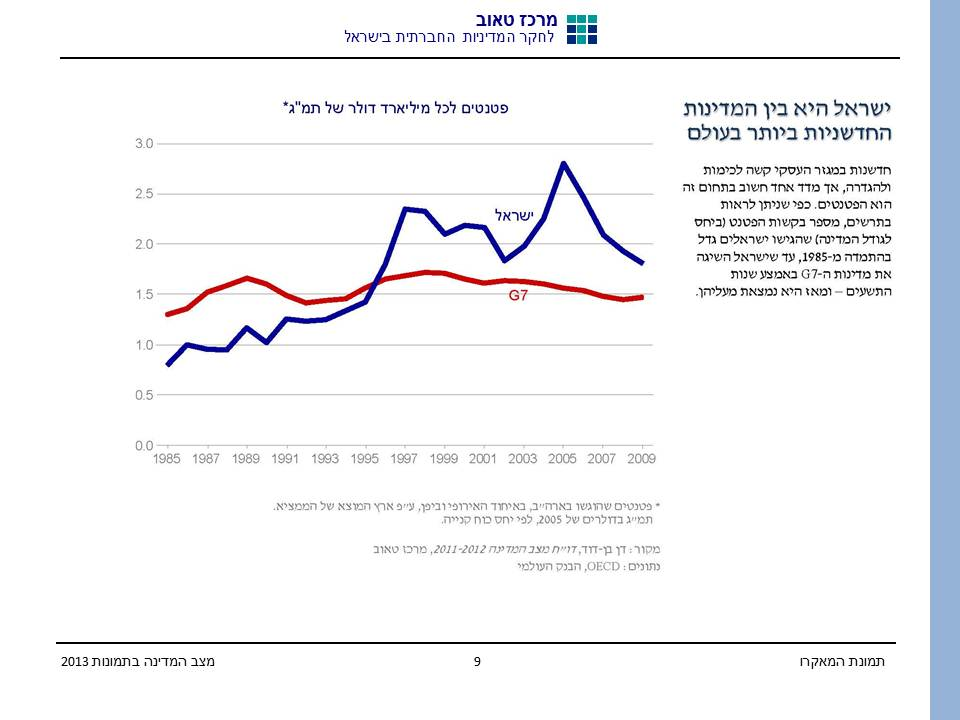 מרכז טאוב
לחקר המדיניות החברתית בישראל
ישראל היא בין המדינות
החדשניות ביותר בעולם
חדשנות במגזר העסקי קשה לכימות
ולהגדרה, אך מדד אחד חשוב בתחום זה
הוא הפטנטים. כפי שניתן לראות
בתרשים, מספר בקשות הפטנט (ביחס
לגודל המדינה) שהגישו ישראלים גדל
בהתמדה מ-1985, עד שישראל השיגה
את מדינות ה-G7 באמצע שנות
התשעים – ומאז היא נמצאת מעליהן.
פטנטים לכל מיליארד דולר של תמ"ג*
3.0
2.5
2.0
1.5
1.0
0.5
0.0
ישראל
G7
1985 1987 1989 1991 1993 1995 1997 1999 2001 2003 2005 2007 2009
* פטנטים שהוגשו בארה״ב, באיחוד האירופי וביפן, ע״פ ארץ המוצא של הממציא.
תמ״ג בדולרים של 2005, לפי יחס כוח קנייה.
מקור: דן בן-דוד, דו״ח מצב המדינה 2011-2012, מרכז טאוב
נתונים: OECD, הבנק העולמי
תמונת המאקרו
9
מצב המדינה בתמונות 2013